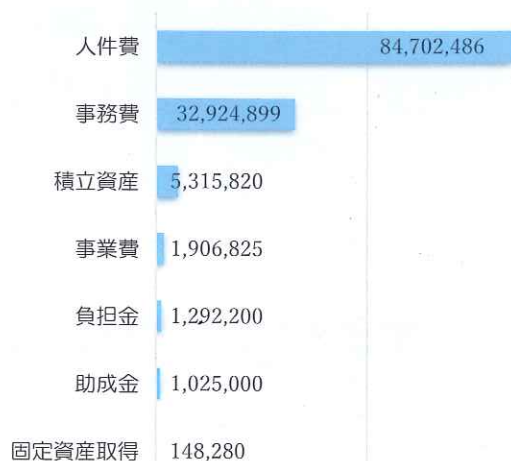 人件費 84,702,486
事務費 32,924,899
積立資産 5,315,820
事業費 1,906,825
負担金 1,292,200
助成金 1,025,000
固定資産取得 148,280